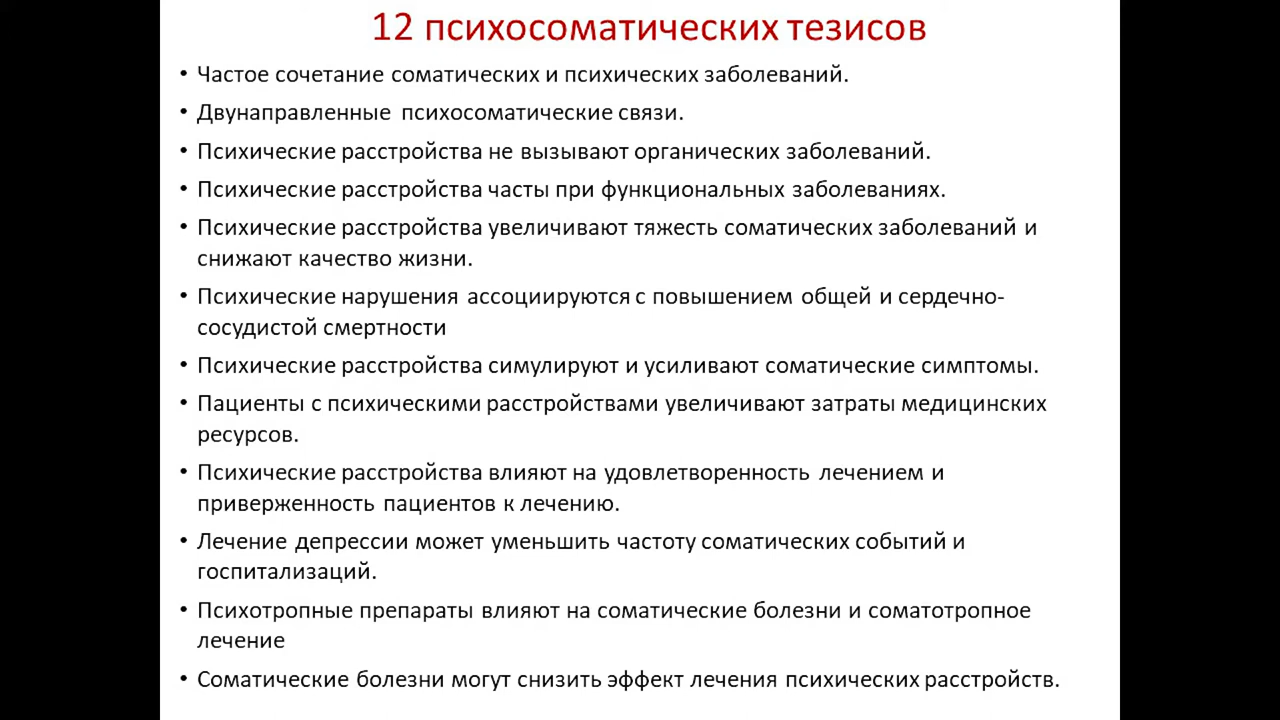 12 психосоматических тезисов
• Частое сочетание соматических и психических заболеваний.
• Двунаправленные психосоматические связи.
• Психические расстройства не вызывают органических заболеваний.
• Психические расстройства часты при функциональных заболеваниях.
• Психические расстройства увеличивают тяжесть соматических заболеваний и
снижают качество жизни.
• Психические нарушения ассоциируются с повышением общей и сердечно-
сосудистой смертности
• Психические расстройства симулируют и усиливают соматические симптомы.
• Пациенты с психическими расстройствами увеличивают затраты медицинских
ресурсов.
• Психические расстройства влияют на удовлетворенность лечением и
приверженность пациентов к лечению.
• Лечение депрессии может уменьшить частоту соматических событий и
госпитализаций.
• Психотропные препараты влияют на соматические болезни и соматотропное
лечение
• Соматические болезни могут снизить эффект лечения психических расстройств.